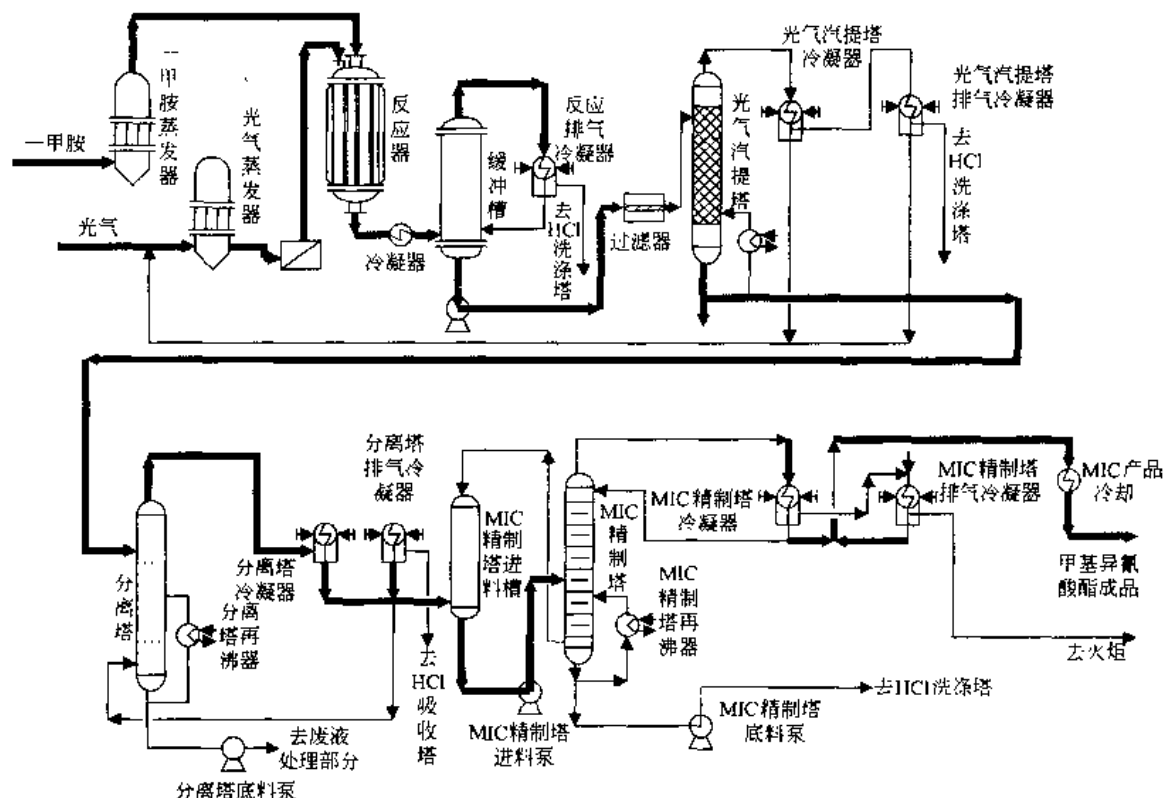 一甲胺
一甲胺蒸发器
光气
光气蒸发器
反应器
冷凝器
缓冲槽
反应
排气
冷凝器
去HCl洗涤塔
过滤器
光气汽提塔
光气汽提塔
冷凝器
光气汽提塔
排气冷凝器
去HCl洗涤塔
分离塔
分离
塔再
沸器
分离塔底料泵
去废液
处理部分
分离塔
冷凝器
分离塔
排气冷
凝器
去HCl吸收塔
MIC
精制
塔进
料槽
MIC精制塔
进料泵
MIC精制塔
MIC
精制
塔再
沸器
MIC精制塔
冷凝器
MIC精制塔
底料泵
去HCl洗涤塔
MIC精制塔
排气冷凝器
MIC产品
冷却
甲基异氰
酸酯成品
去火炬